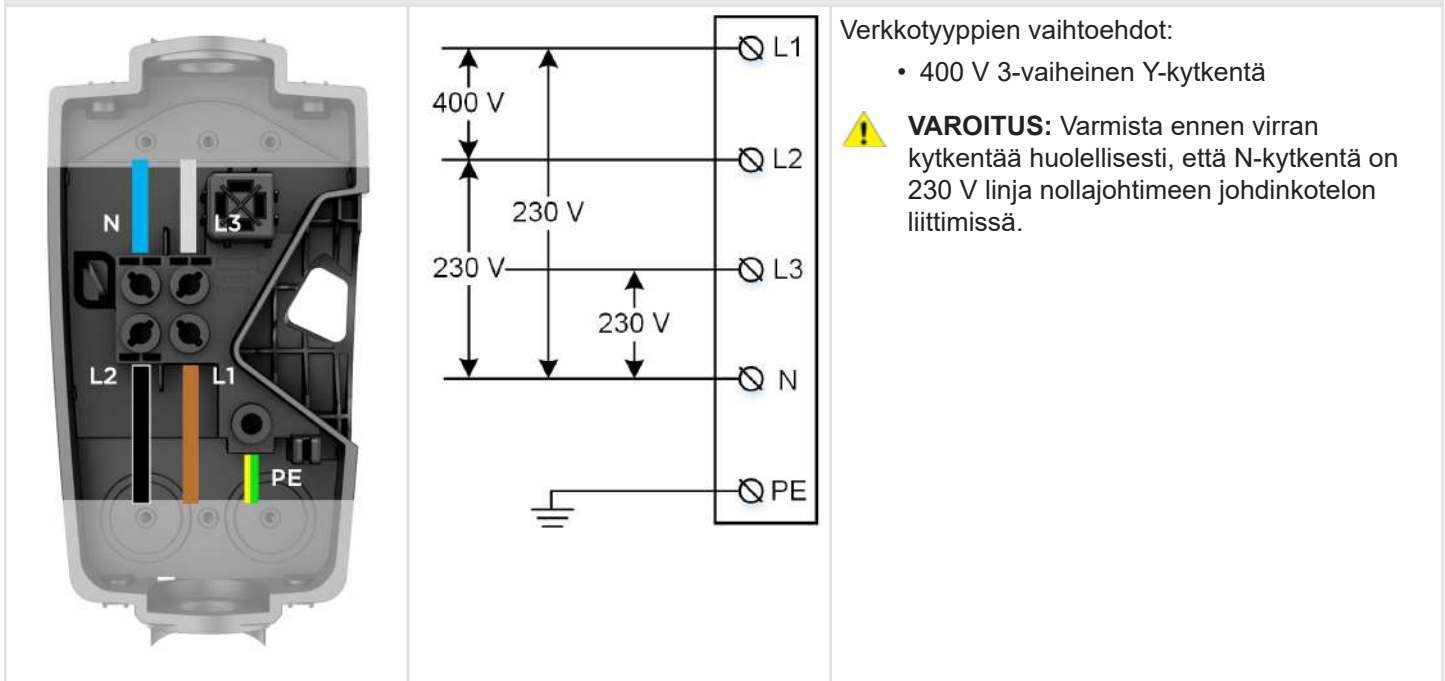 N
L3
L2
L1
PE
L1
400 V
L2
230 V
230 V
L3
230 V
N
PE
Verkkotyyppien vaihtoehdot:
• 400 V 3-vaiheinen Y-kytkentä
VAROITUS: Varmista ennen virran
kytkentää huolellisesti, että N-kytkentä on
230 V linja nollajohtimeen johdinkotelon
liittimissä.